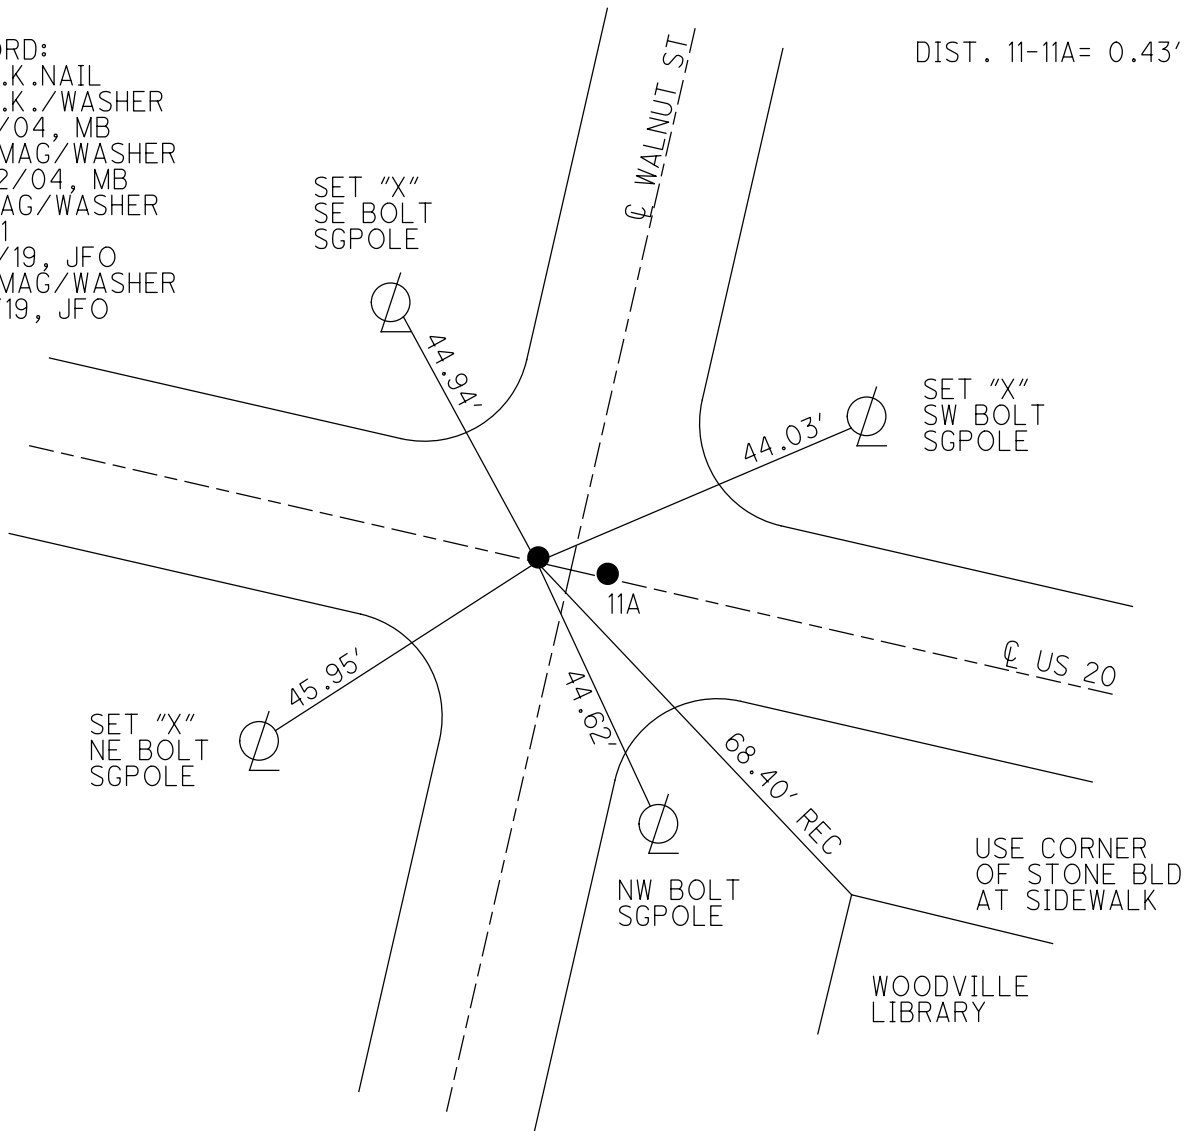 ORD:
.K.NAIL
.K./WASHER
/04, MB
MAG/WASHER
2/04, MB
AG/WASHER
1
/19, JFO
MAG/WASHER
/19, JFO
DIST. 11-11A= 0.43'
℄ WALNUT ST
SET "X"
SE BOLT
SGPOLE
44.94'
SET "X"
SW BOLT
SGPOLE
44.03'
11A
℄ US 20
45.95'
SET "X"
NE BOLT
SGPOLE
44.62'
68.40' REC
NW BOLT
SGPOLE
USE CORNER
OF STONE BLD
AT SIDEWALK
WOODVILLE
LIBRARY